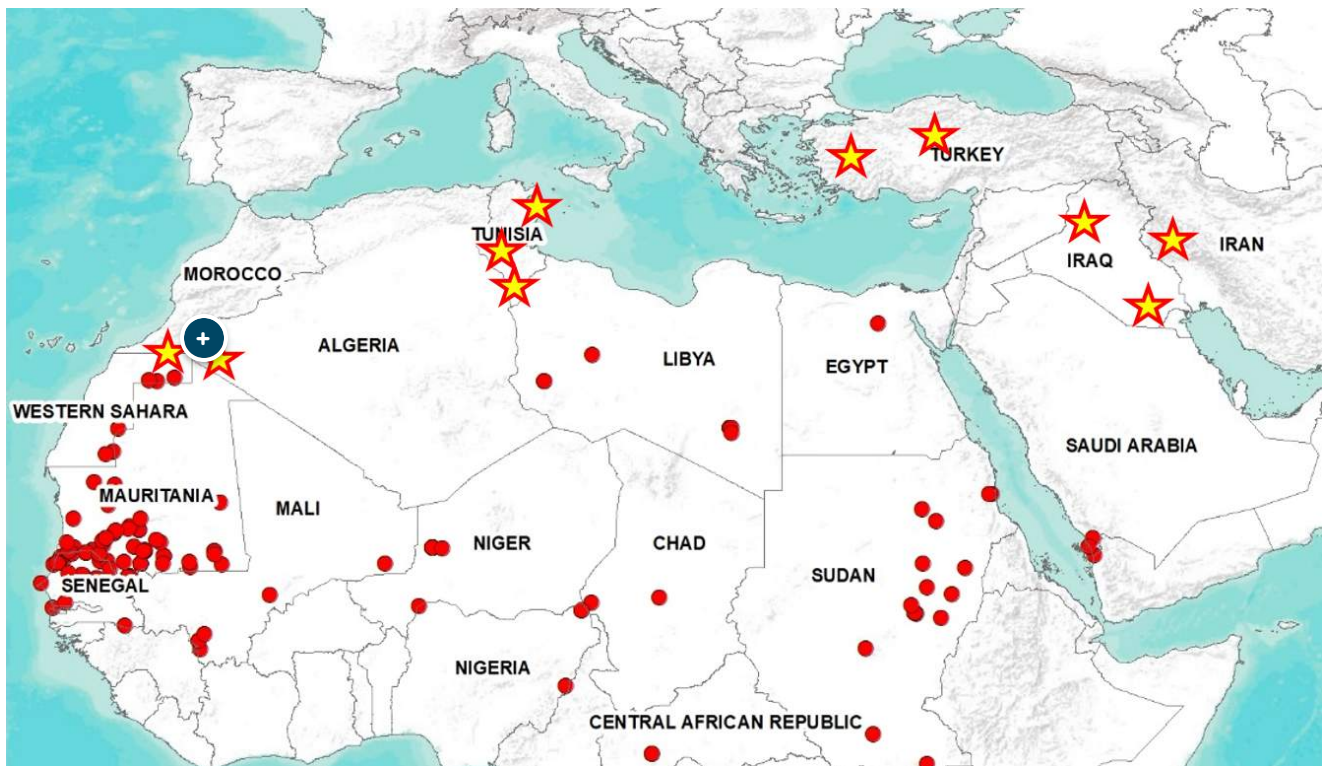 TURKEY
TUNISIA
IRAN
MOROCCO
IRAQ
ALGERIA
LIBYA
EGYPT
WESTERN SAHARA
SAUDI ARABIA
MAURITANIA
MALI
NIGER
CHAD
SUDAN
SENEGAL
NIGERIA
CENTRAL AFRICAN REPUBLIC